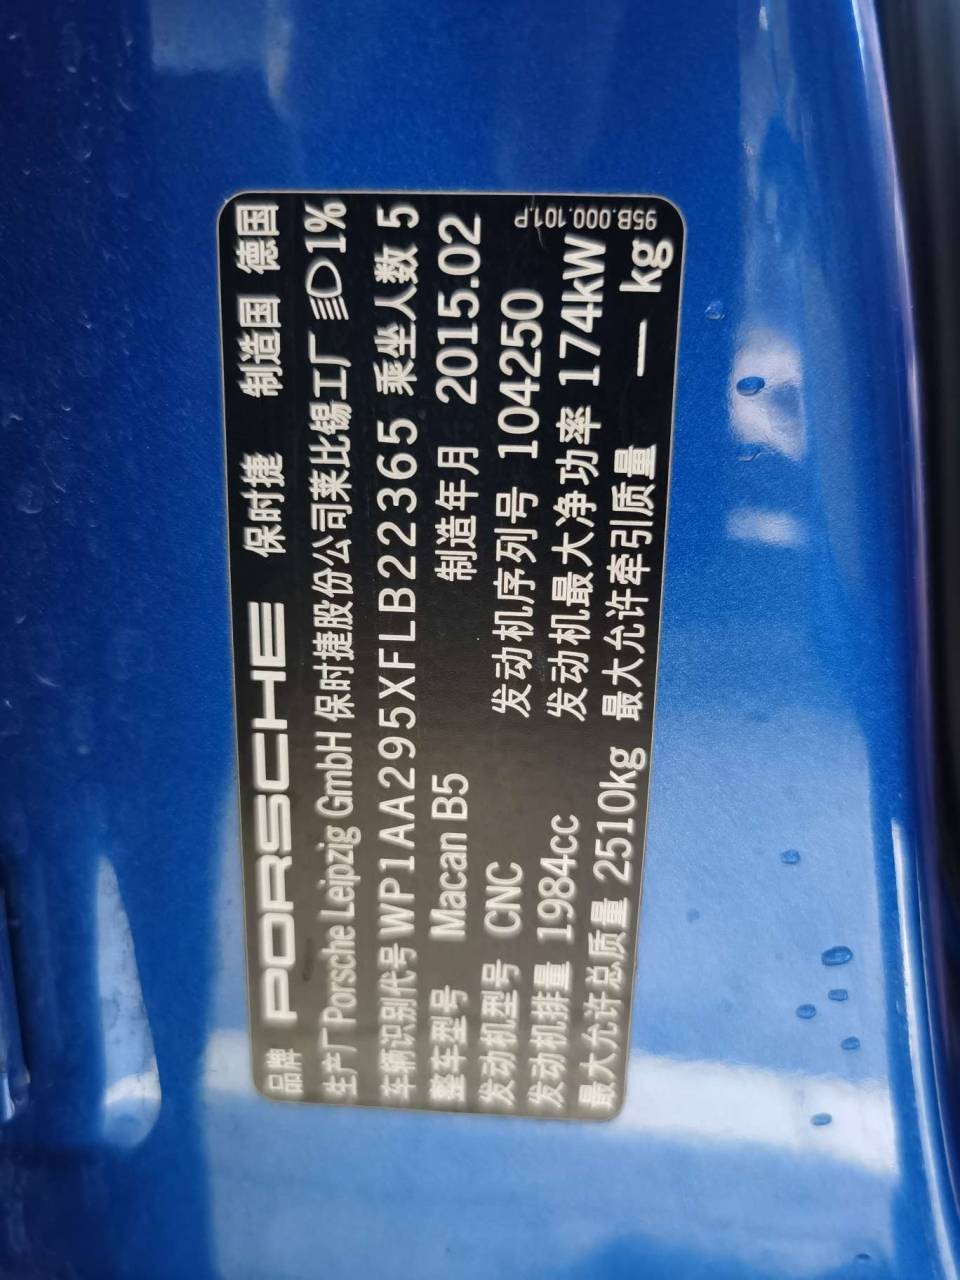 品牌 PORSCHE 保时捷 制造国 德国
生产厂 Porsche Leipzig GmbH 保时捷股份公司莱比锡工厂 1%
车辆识别代号 WP1AA295XFLB22365 乘坐人数 5
整车型号 Macan B5 制造年月 2015.02
发动机型号 CNC 发动机序列号 104250
发动机排量 1984cc 发动机最大净功率 174kW
最大允许总质量 2510kg 最大允许牵引质量 — kg
95B.000.101.P